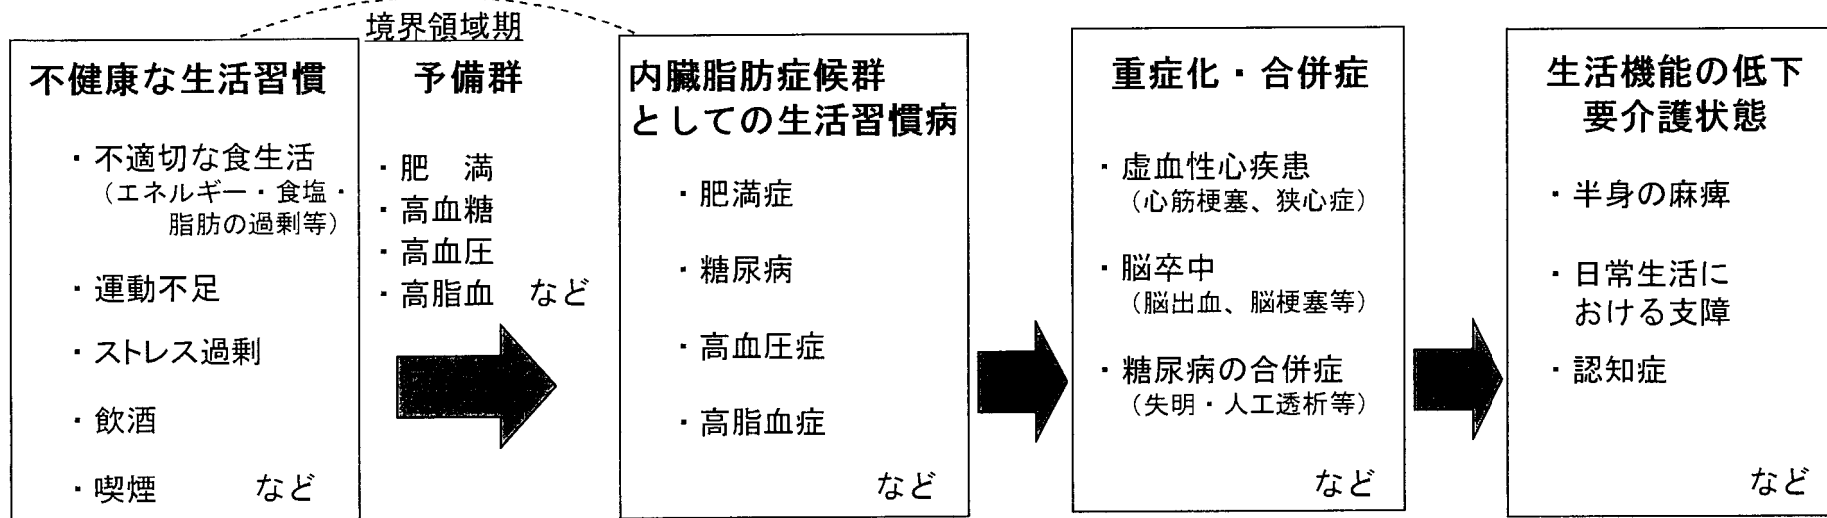 境界領域期
不健康な生活習慣
・不適切な食生活
（エネルギー・食塩・
脂肪の過剰等）
・運動不足
・ストレス過剰
・飲酒
・喫煙　など
予備群
・肥　満
・高血糖
・高血圧
・高脂血　など
内臓脂肪症候群
としての生活習慣病
・肥満症
・糖尿病
・高血圧症
・高脂血症
など
重症化・合併症
・虚血性心疾患
（心筋梗塞、狭心症）
・脳卒中
（脳出血、脳梗塞等）
・糖尿病の合併症
（失明・人工透析等）
など
生活機能の低下
要介護状態
・半身の麻痺
・日常生活に
おける支障
・認知症
など